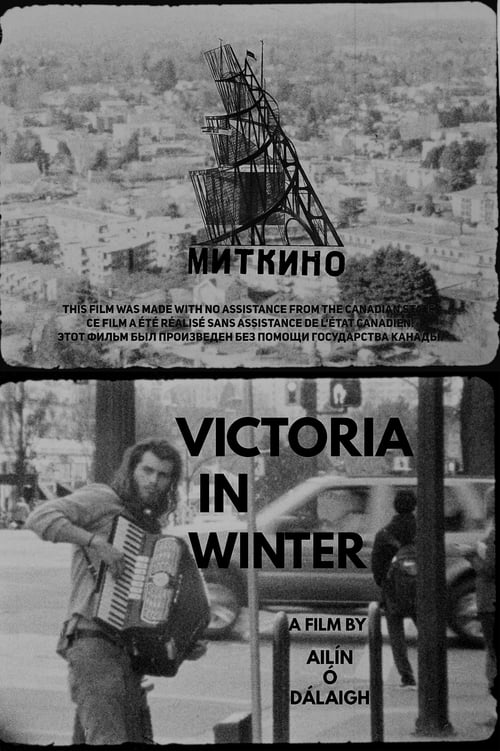 МИТКИНО
THIS FILM WAS MADE WITH NO ASSISTANCE FROM THE CANADIAN
CE FILM A ÉTÉ RÉALISÉ SANS ASSISTANCE DE L'ÉTAT CANADIEN.
ЭТОТ ФИЛЬМ БЫЛ ПРОИЗВЕДЕН БЕЗ ПОМОЩИ ГОСУДАРСТВА КАНАДЫ
VICTORIA
IN
WINTER
A FILM BY
AILÍN
Ó
DÁLAIGH